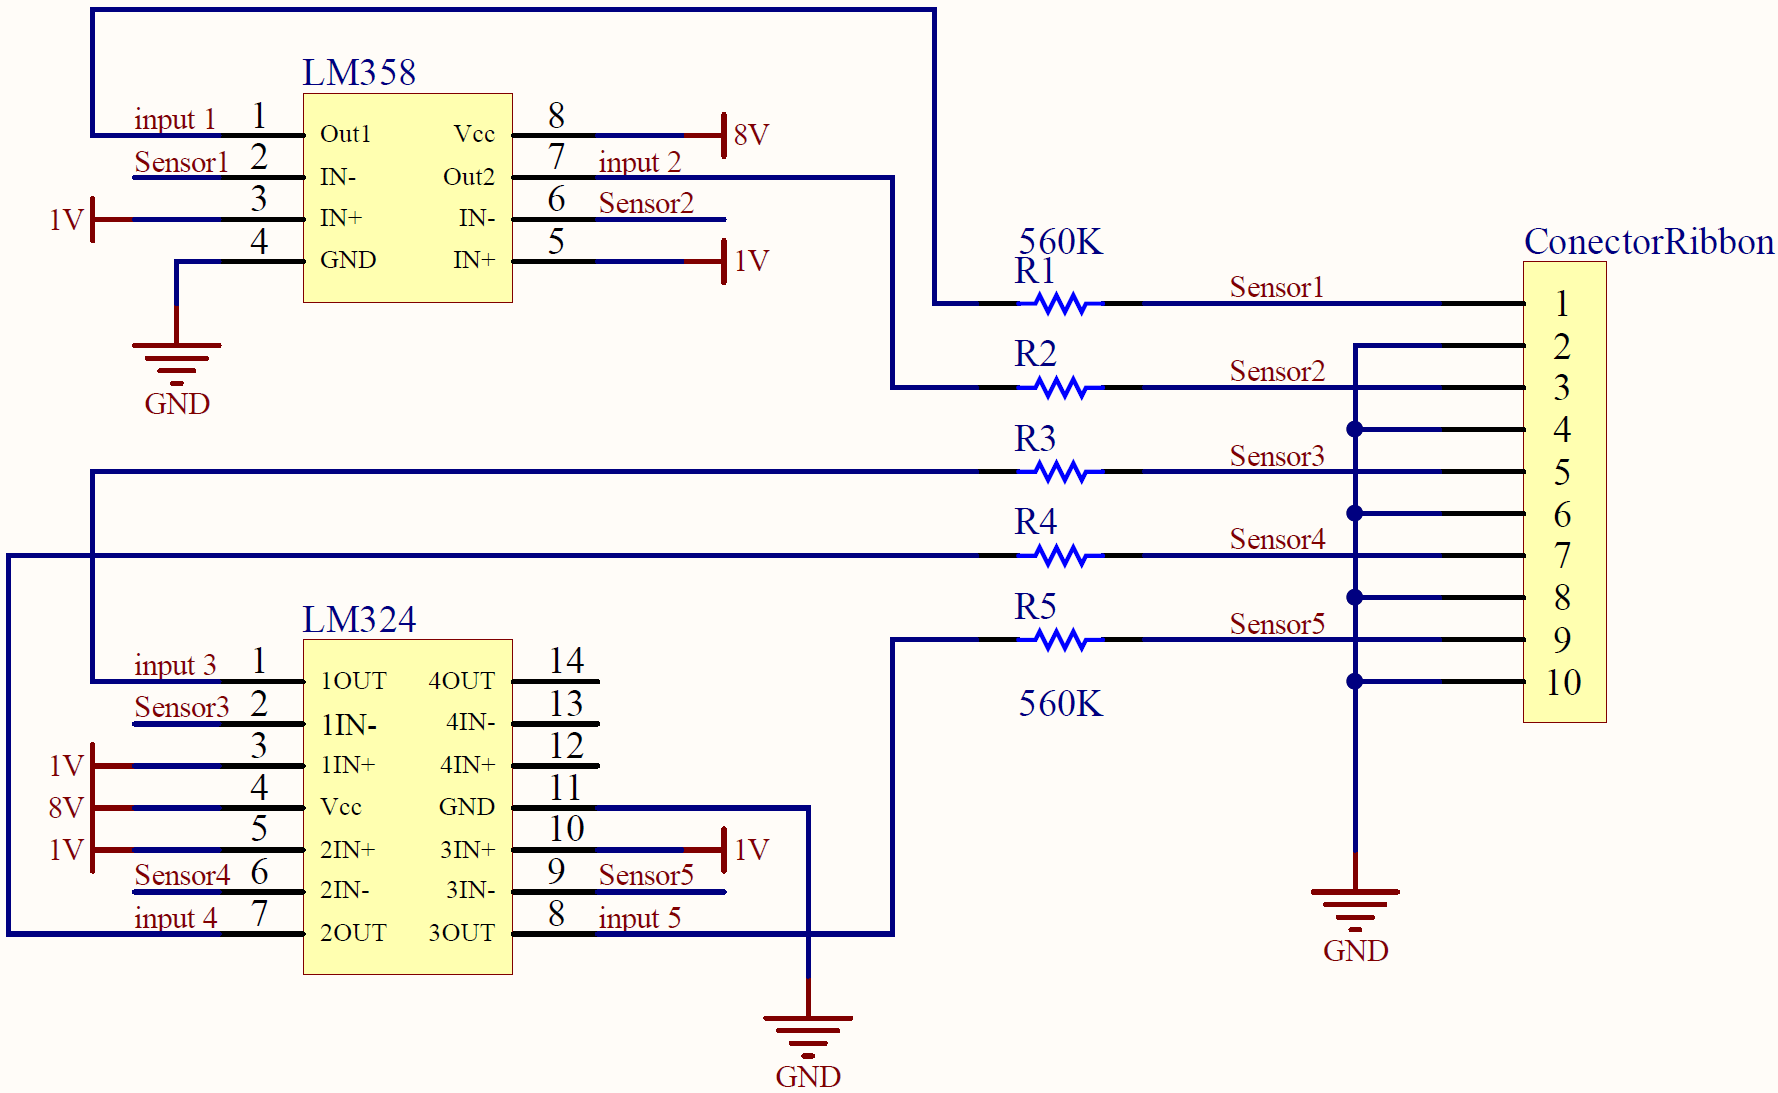 LM358
input 1 1 Out1 Vcc 8 8V
Sensor1 2 IN- Out2 7 input 2
1V 3 IN+ IN- 6 Sensor2
4 GND IN+ 5 1V
GND
560K
R1
Sensor1
R2
Sensor2
R3
Sensor3
R4
Sensor4
R5
Sensor5
560K
ConectorRibbon
1
2
3
4
5
6
7
8
9
10
GND
LM324
input 3 1 1OUT 4OUT 14
Sensor3 2 1IN- 4IN- 13
1V 3 1IN+ 4IN+ 12
8V 4 Vcc GND 11
1V 5 2IN+ 3IN+ 10 1V
Sensor4 6 2IN- 3IN- 9 Sensor5
input 4 7 2OUT 3OUT 8 input 5
GND